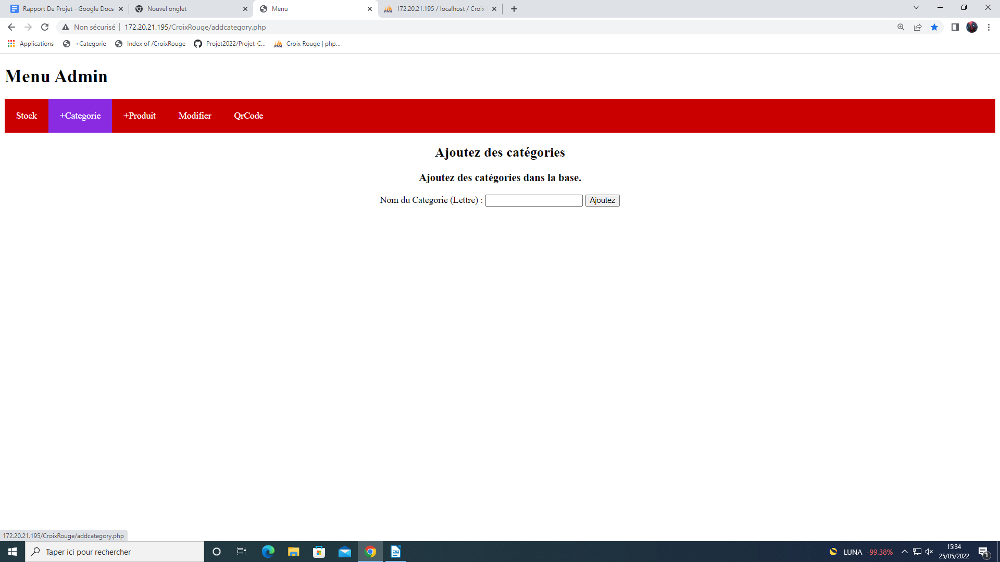 Rapport De Projet - Google Docs
Nouvel onglet
Menu
172.20.21.195 / localhost / Croix
Non sécurisé
172.20.21.195/CroixRouge/addcategory.php
Applications
+Categorie
Index of /CroixRouge
Projet2022/Projet-C...
PMA
Croix Rouge | php...
Menu Admin
Stock
+Categorie
+Produit
Modifier
QrCode
Ajoutez des catégories
Ajoutez des catégories dans la base.
Nom du Categorie (Lettre) :
Ajoutez
172.20.21.195/CroixRouge/addcategory.php
Taper ici pour rechercher
LUNA -99,38%
15:34
25/05/2022
1